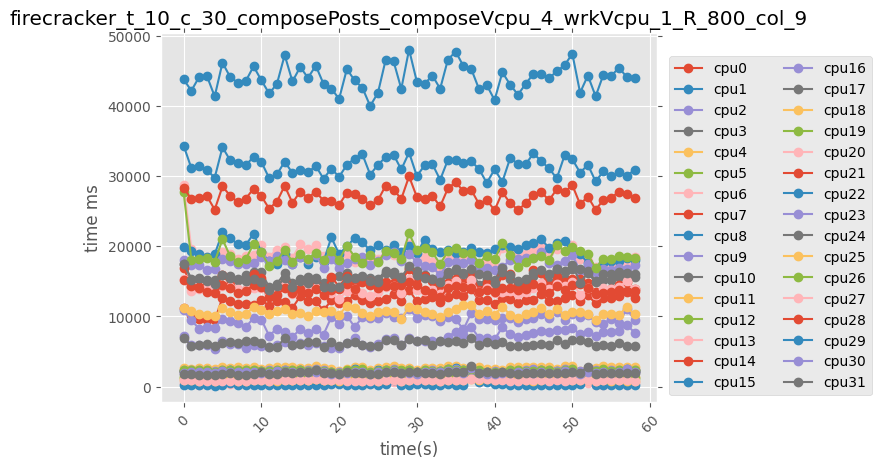 firecracker_t_10_c_30_composePosts_composeVcpu_4_wrkVcpu_1_R_800_col_9
50000
40000
30000
20000
10000
0
time ms
0 10 20 30 40 50 60
time(s)
cpu0 cpu16
cpu1 cpu17
cpu2 cpu18
cpu3 cpu19
cpu4 cpu20
cpu5 cpu21
cpu6 cpu22
cpu7 cpu23
cpu8 cpu24
cpu9 cpu25
cpu10 cpu26
cpu11 cpu27
cpu12 cpu28
cpu13 cpu29
cpu14 cpu30
cpu15 cpu31